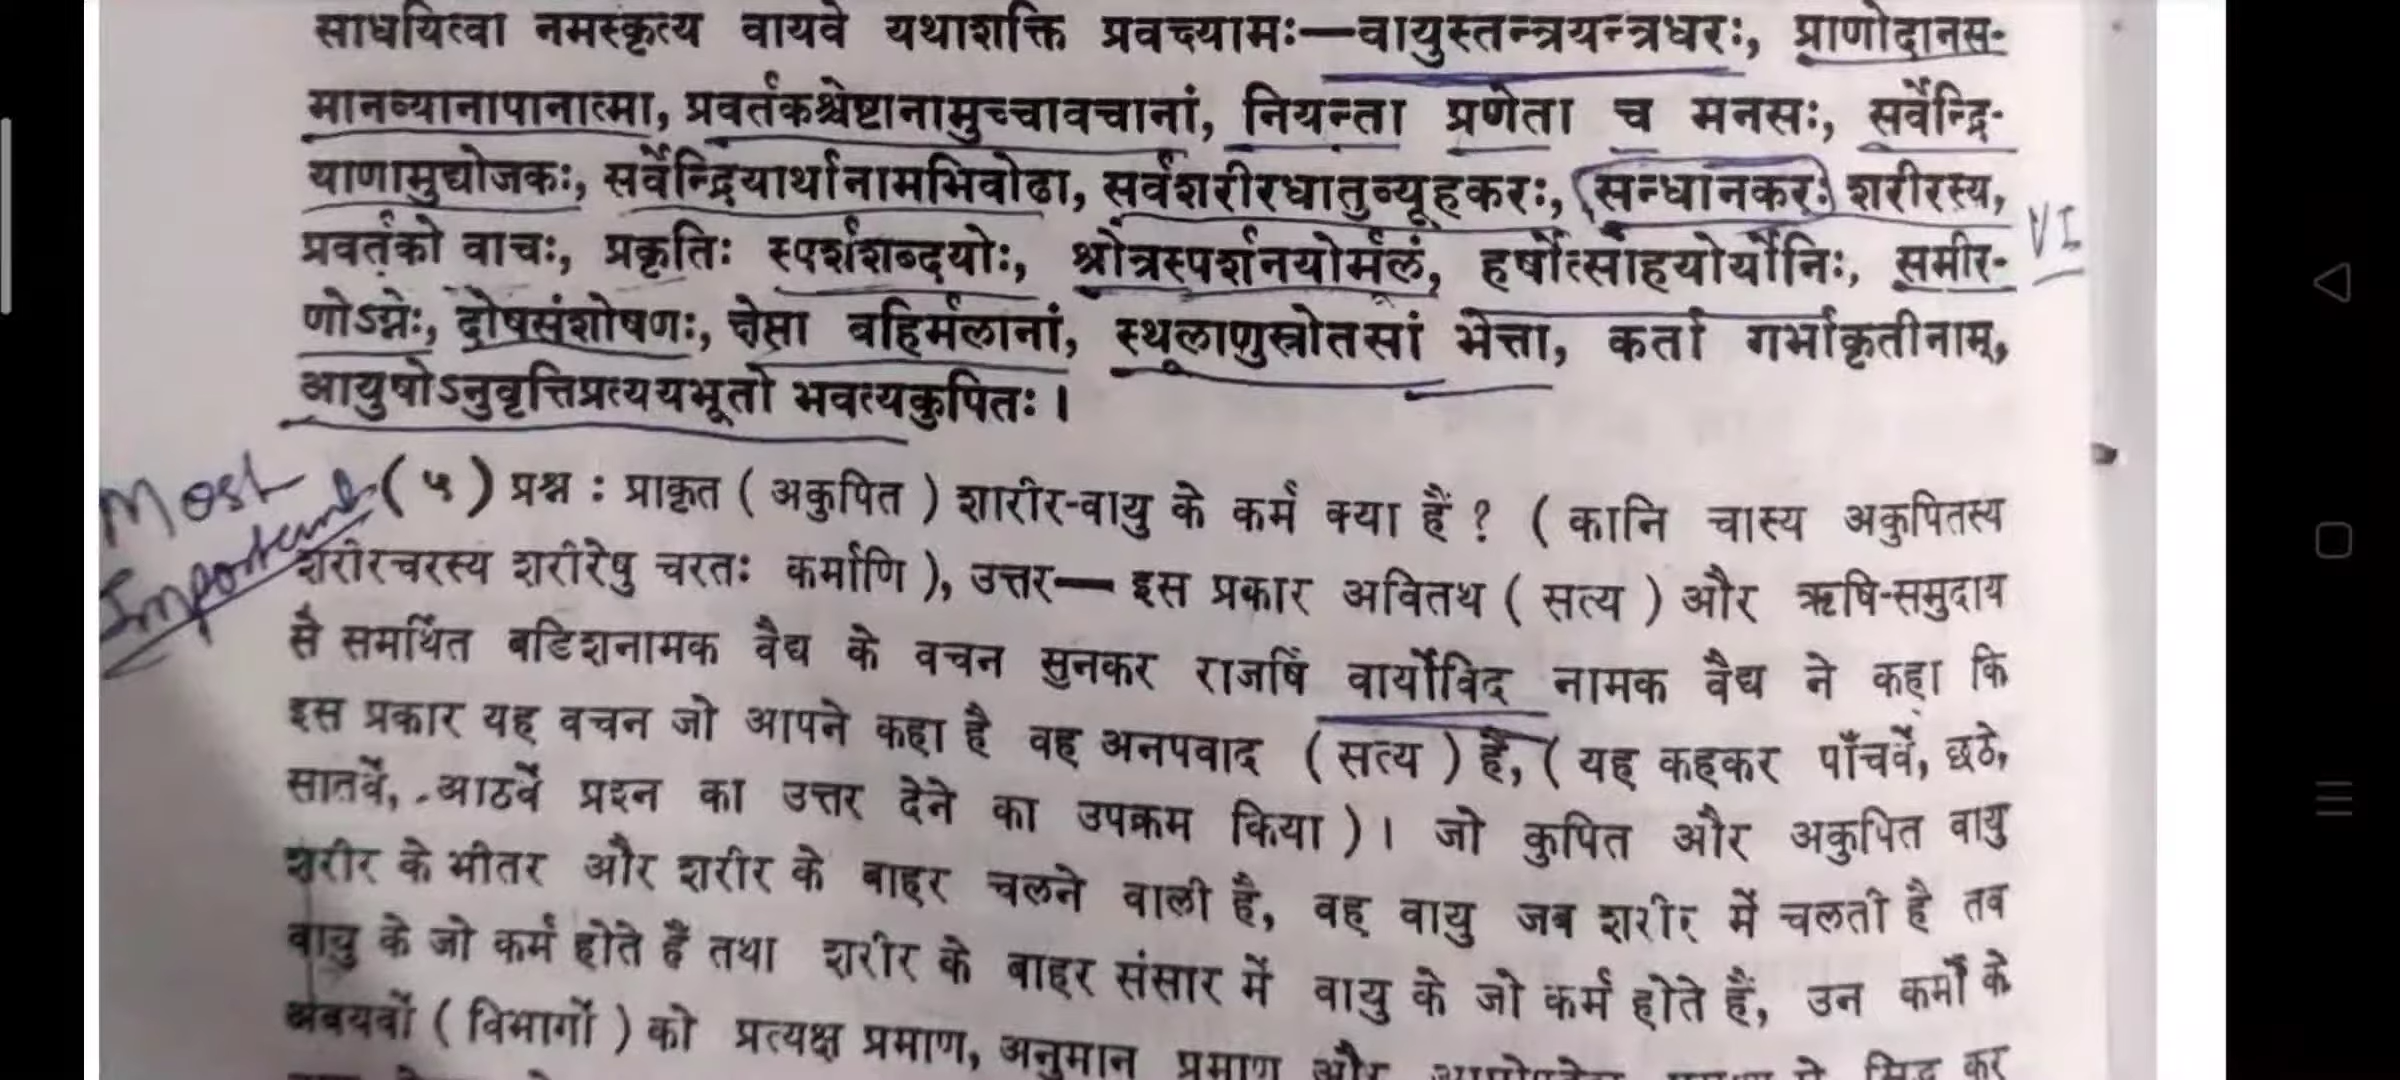 साधयित्वा नमस्कृत्य वायवे यथाशक्ति प्रवक्ष्यामः—वायुस्तन्त्रयन्त्रधरः, प्राणोदानस-
मानव्यानापानात्मा, प्रवर्तकश्चेष्टानामुच्चावचानां, नियन्ता प्रणेता च मनसः, सर्वेन्द्रि-
याणामुद्योजकः, सर्वेन्द्रियार्थानामभिवोढा, सर्वशरीरधातुव्यूहकरः, सन्धानकरः शरीरस्य,
VI
प्रवर्तको वाचः, प्रकृतिः स्पर्शशब्दयोः, श्रोत्रस्पर्शनयोर्मूलं, हर्षोत्साहयोर्योनिः, समीर-
णोऽग्नेः, दोषसंशोषणः, क्षेप्ता बहिर्मलानां, स्थूलाणुस्रोतसां भेत्ता, कर्ता गर्भाकृतीनाम्,
आयुषोऽनुवृत्तिप्रत्ययभूतो भवत्यकुपितः ।
Most
Important
( ५ ) प्रश्न : प्राकृत ( अकुपित ) शारीर-वायु के कर्म क्या हैं ? ( कानि चास्य अकुपितस्य
शरीरचरस्य शरीरेषु चरतः कर्माणि ), उत्तर— इस प्रकार अवितथ ( सत्य ) और ऋषि-समुदाय
से समर्थित बडिशनामक वैद्य के वचन सुनकर राजर्षि वार्योविद नामक वैद्य ने कहा कि
इस प्रकार यह वचन जो आपने कहा है वह अनपवाद ( सत्य ) है, ( यह कहकर पाँचवें, छठे,
सातवें, आठवें प्रश्न का उत्तर देने का उपक्रम किया ) । जो कुपित और अकुपित वायु
शरीर के भीतर और शरीर के बाहर चलने वाली है, वह वायु जब शरीर में चलती है तब
वायु के जो कर्म होते हैं तथा शरीर के बाहर संसार में वायु के जो कर्म होते हैं, उन कर्मों के
अवयवों ( विभागों ) को प्रत्यक्ष प्रमाण, अनुमान प्रमाण और